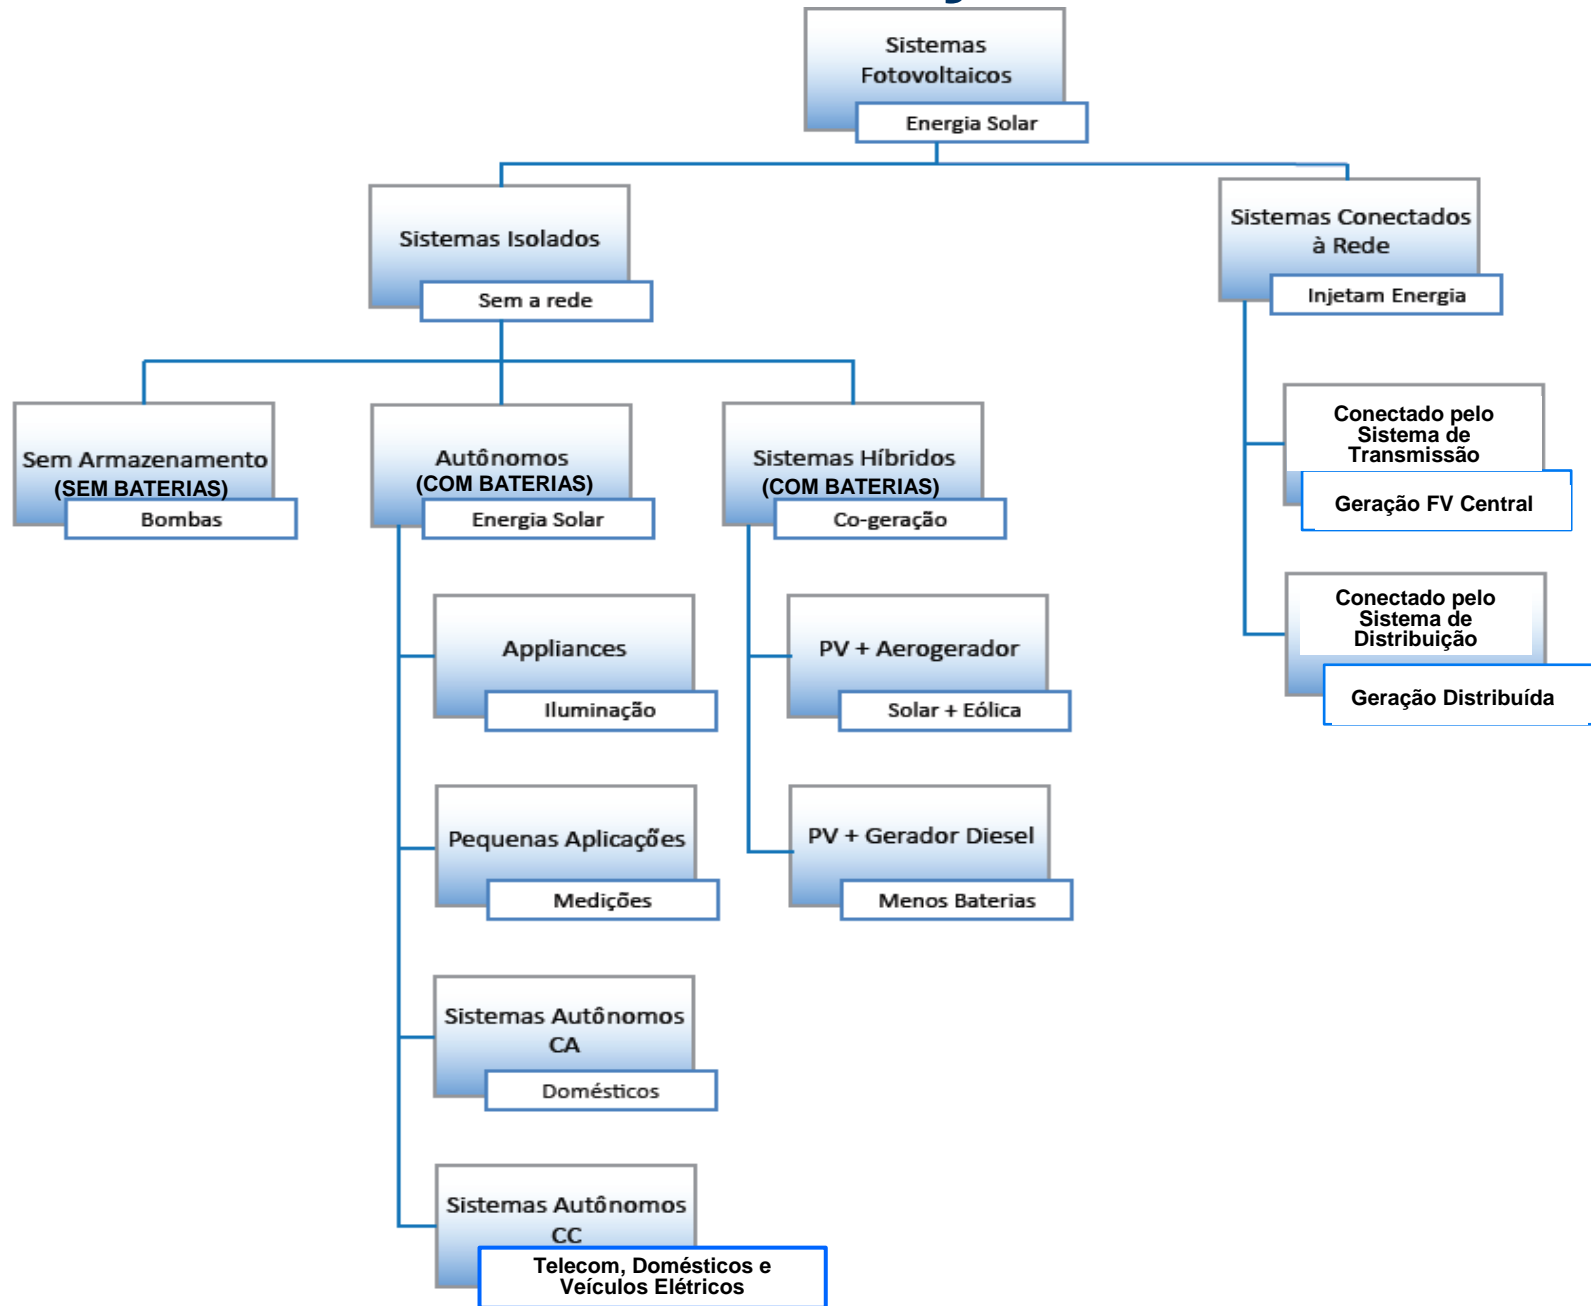 Sistemas
Fotovoltaicos
Energia Solar
Sistemas Isolados
Sem a rede
Sistemas Conectados
à Rede
Injetam Energia
Sem Armazenamento
(SEM BATERIAS)
Bombas
Autônomos
(COM BATERIAS)
Energia Solar
Sistemas Híbridos
(COM BATERIAS)
Co-geração
Conectado pelo
Sistema de
Transmissão
Geração FV Central
Appliances
Iluminação
PV + Aerogerador
Solar + Eólica
Conectado pelo
Sistema de
Distribuição
Geração Distribuída
Pequenas Aplicações
Medições
PV + Gerador Diesel
Menos Baterias
Sistemas Autônomos
CA
Domésticos
Sistemas Autônomos
CC
Telecom, Domésticos e
Veículos Elétricos